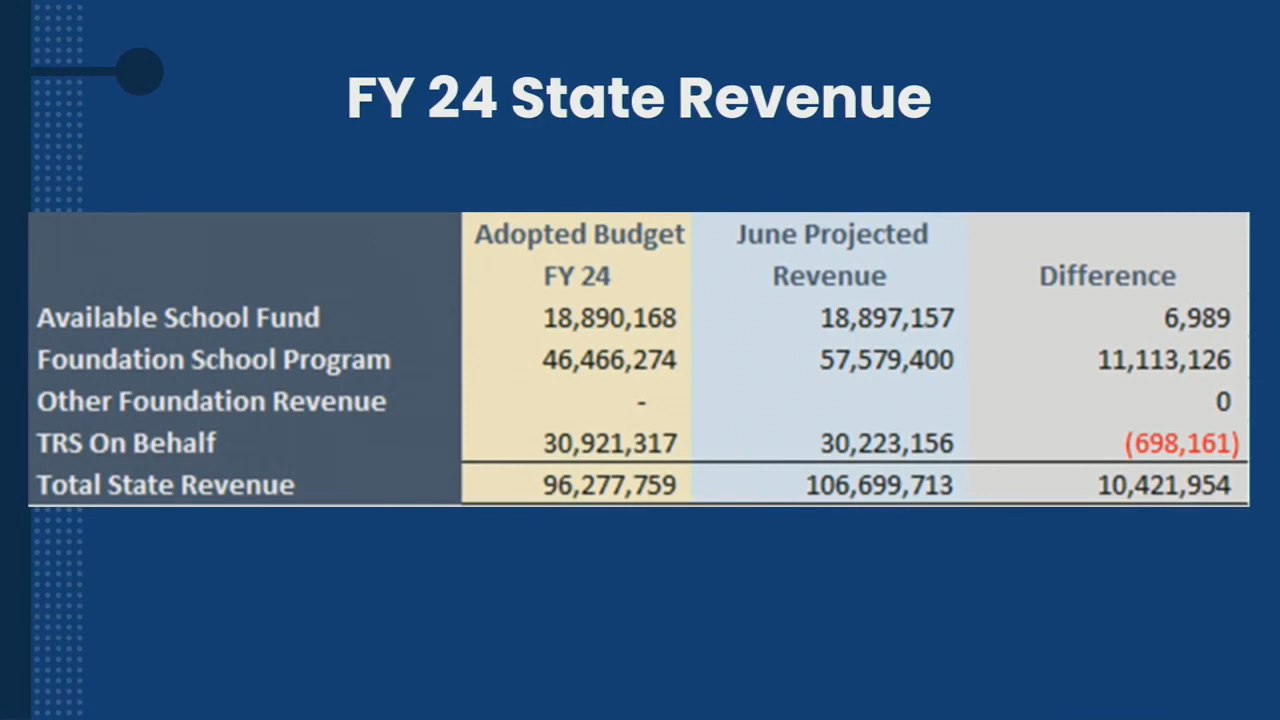 FY 24 State Revenue
Adopted Budget June Projected
FY 24 Revenue Difference
Available School Fund 18,890,168 18,897,157 6,989
Foundation School Program 46,466,274 57,579,400 11,113,126
Other Foundation Revenue - 0
TRS On Behalf 30,921,317 30,223,156 (698,161)
Total State Revenue 96,277,759 106,699,713 10,421,954